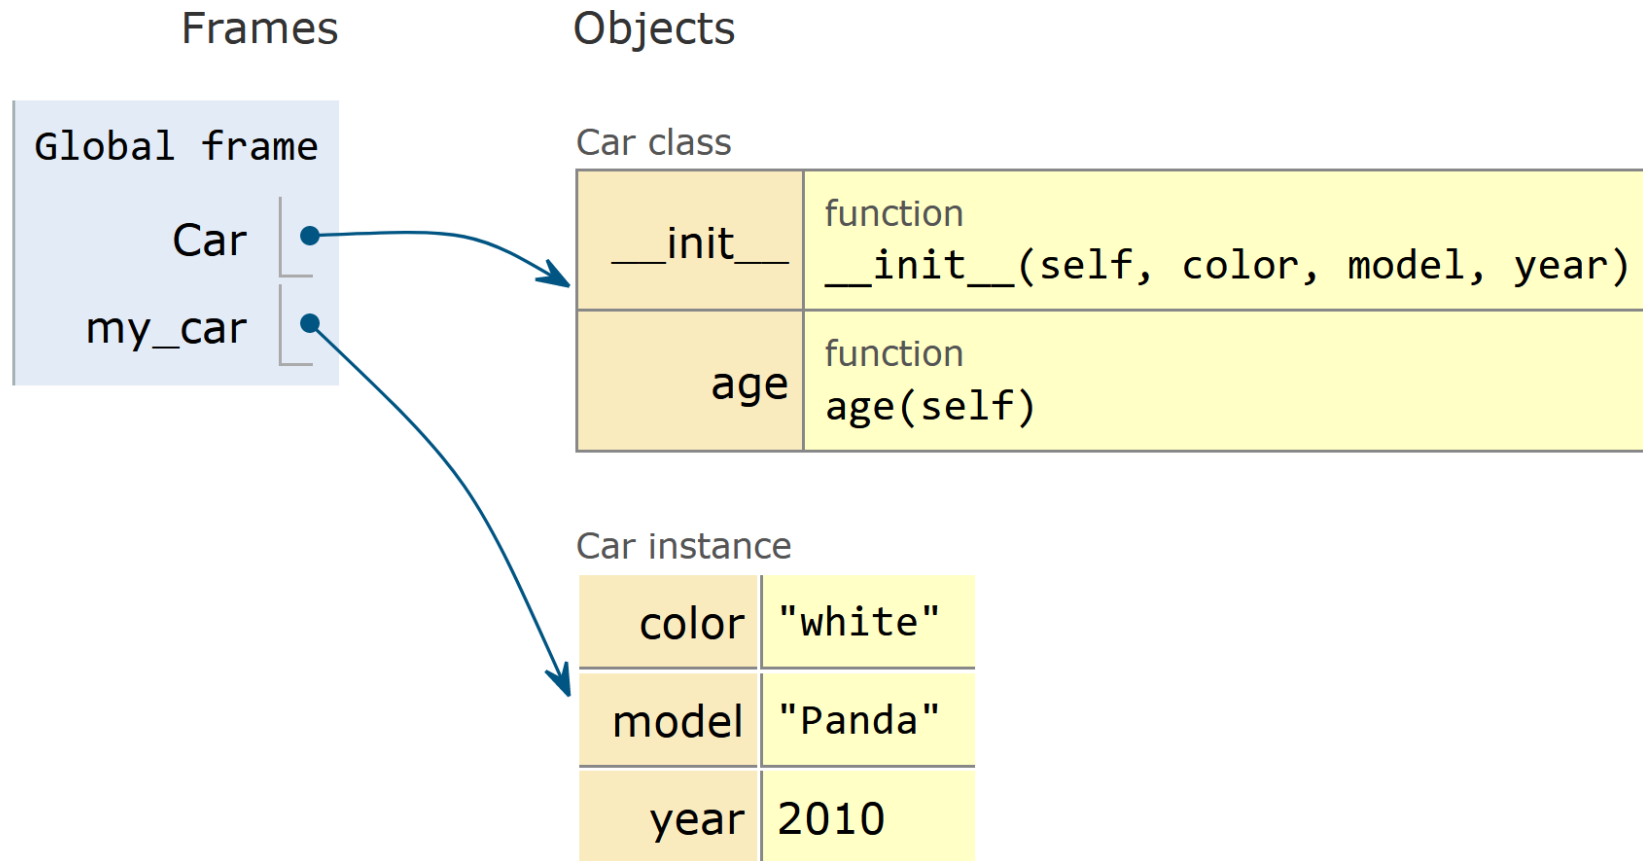 Frames
Objects
Global frame
Car
my_car
Car class
__init__
function
__init__(self, color, model, year)
age
function
age(self)
Car instance
color "white"
model "Panda"
year 2010